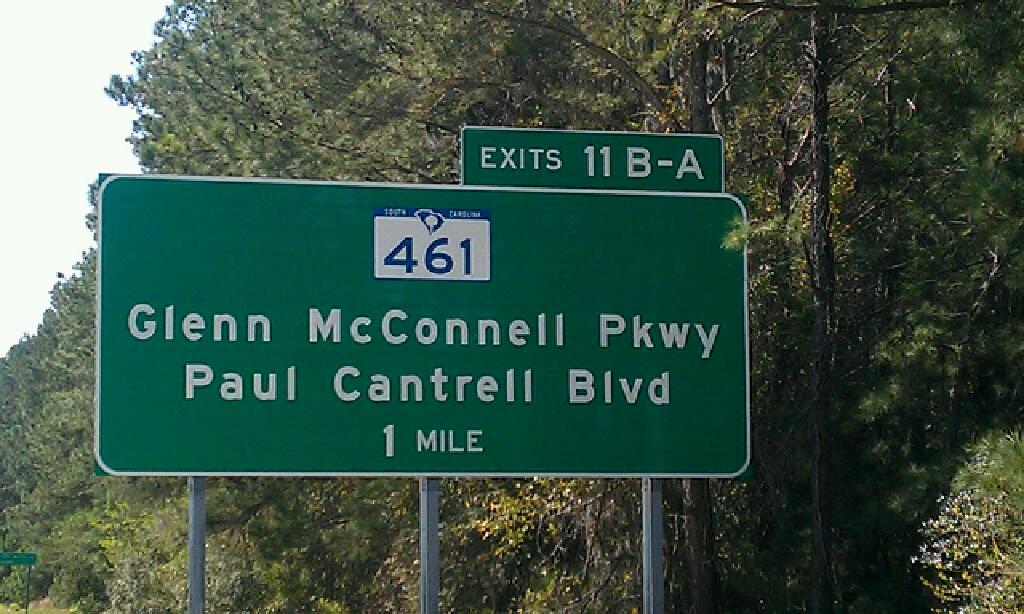 EXITS 11 B-A
SOUTH CAROLINA
461
Glenn McConnell Pkwy
Paul Cantrell Blvd
1 MILE